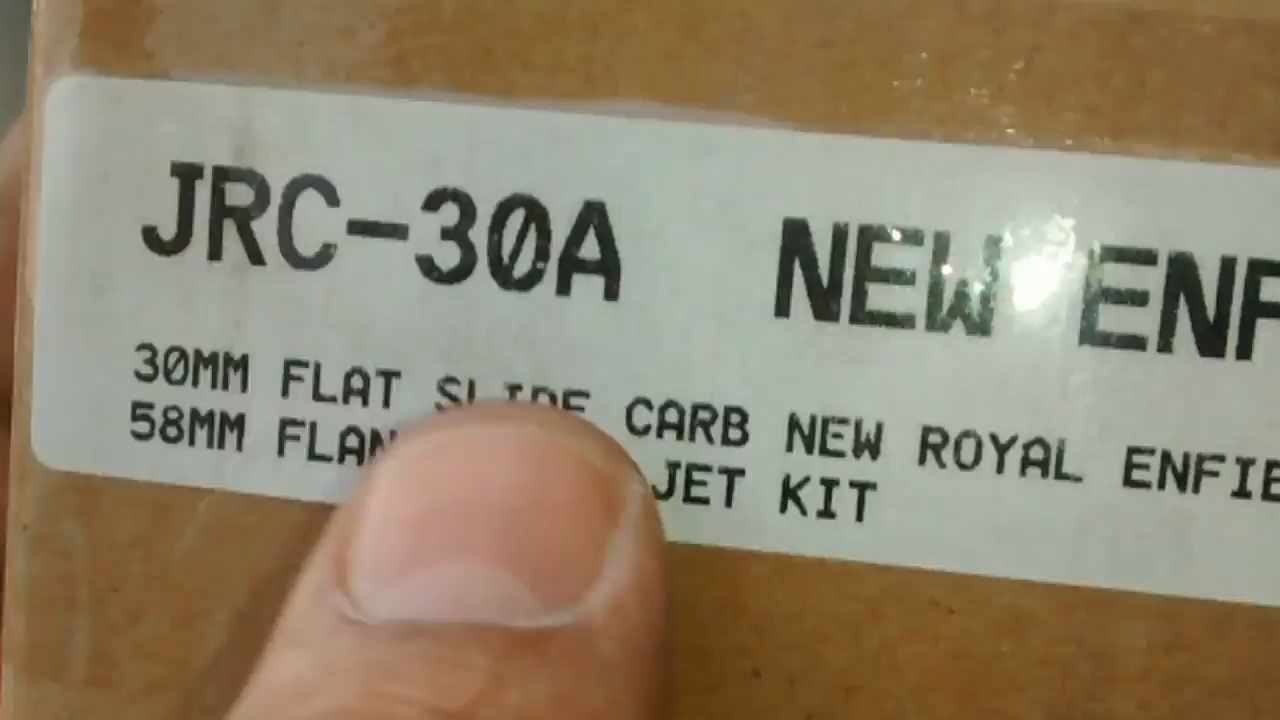 JRC-30A NEW ENF
30MM FLAT SLIDE CARB NEW ROYAL ENFIE
58MM FLAN JET KIT